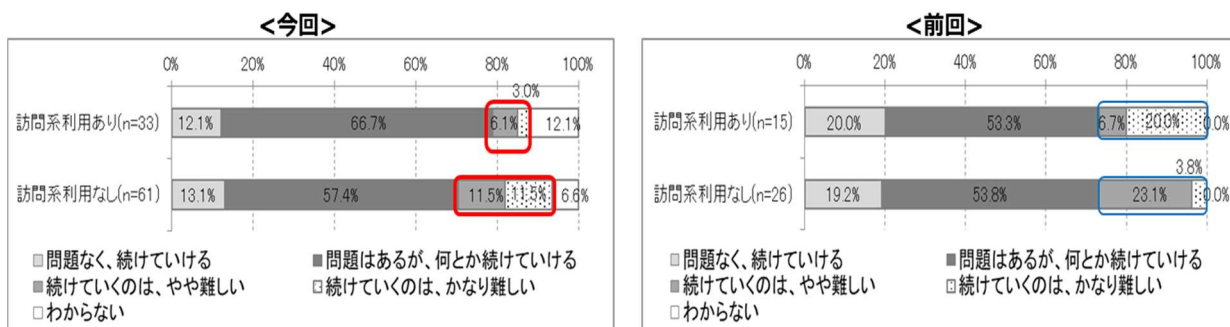 <今回>
0% 20% 40% 60% 80% 100%
3.0%
訪問系利用あり(n=33) 12.1% 66.7% 6.1% 12.1%
訪問系利用なし(n=61) 13.1% 57.4% 11.5% 11.5% 6.6%
問題なく、続けていける 問題はあるが、何とか続けていける
続けていくのは、やや難しい 続けていくのは、かなり難しい
わからない
<前回>
0% 20% 40% 60% 80% 100%
訪問系利用あり(n=15) 20.0% 53.3% 6.7% 20.0% 0.0%
3.8%
訪問系利用なし(n=26) 19.2% 53.8% 23.1% 0.0%
問題なく、続けていける 問題はあるが、何とか続けていける
続けていくのは、やや難しい 続けていくのは、かなり難しい
わからない